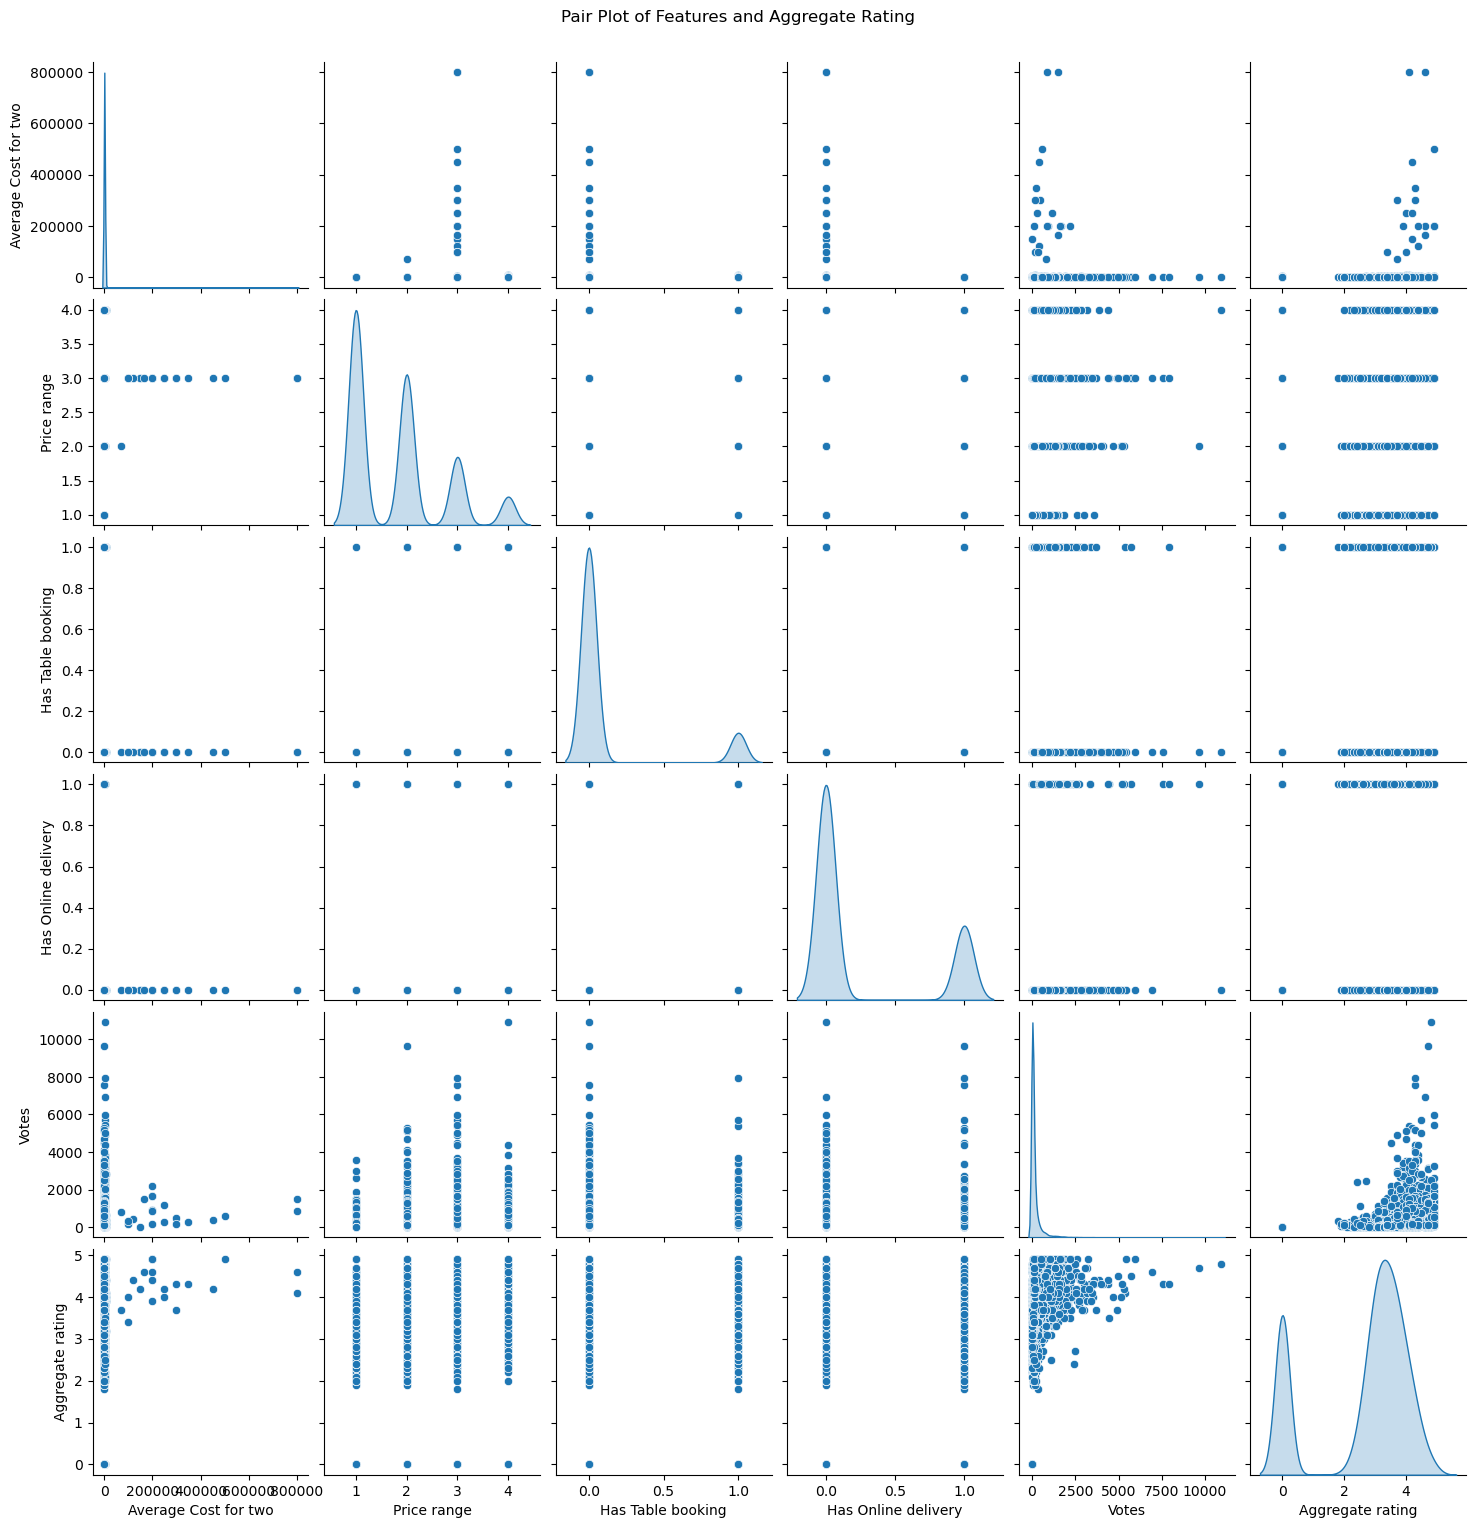 Pair Plot of Features and Aggregate Rating
800000
600000
400000
200000
0
Average Cost for two
4.0
3.5
3.0
2.5
2.0
1.5
1.0
Price range
1.0
0.8
0.6
0.4
0.2
0.0
Has Table booking
1.0
0.8
0.6
0.4
0.2
0.0
Has Online delivery
10000
8000
6000
4000
2000
0
Votes
5
4
3
2
1
0
Aggregate rating
0 200000 400000 600000 800000
1 2 3 4
0.0 0.5 1.0
0.0 0.5 1.0
0 2500 5000 7500 10000
0 2 4
Average Cost for two
Price range
Has Table booking
Has Online delivery
Votes
Aggregate rating